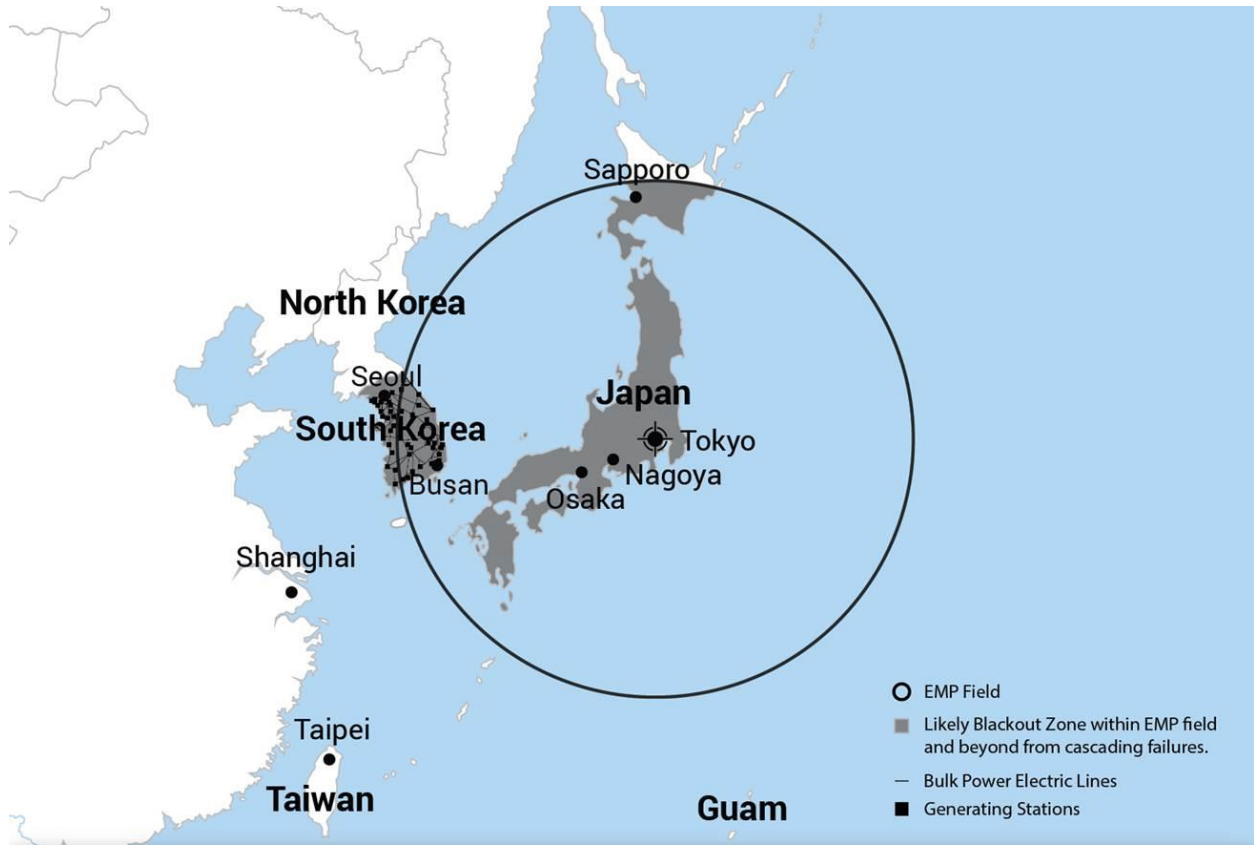 Sapporo
North Korea
Seoul
Japan
South Korea
Tokyo
Nagoya
Busan
Osaka
Shanghai
EMP Field
Likely Blackout Zone within EMP field
and beyond from cascading failures.
Taipei
Bulk Power Electric Lines
Taiwan
Guam
Generating Stations